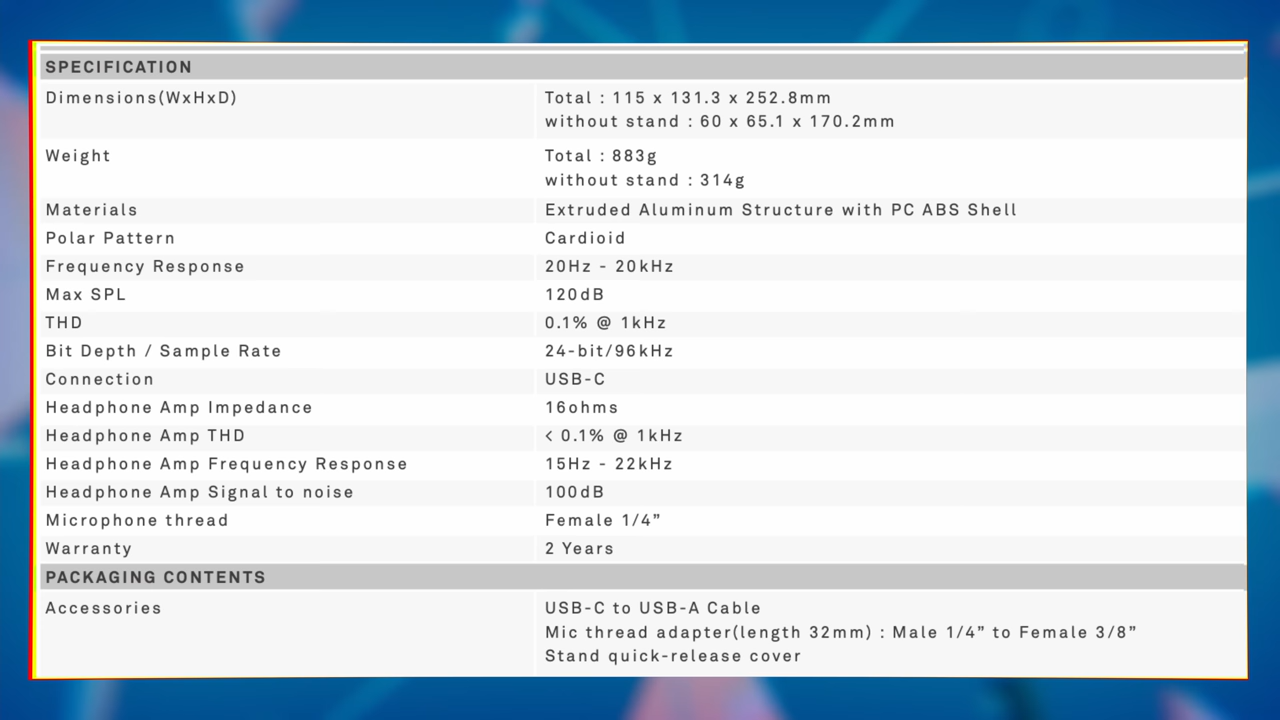 SPECIFICATION
Dimensions(WxHxD)
Total : 115 x 131.3 x 252.8mm
without stand : 60 x 65.1 x 170.2mm
Weight
Total : 883g
without stand : 314g
Materials
Extruded Aluminum Structure with PC ABS Shell
Polar Pattern
Cardioid
Frequency Response
20Hz - 20kHz
Max SPL
120dB
THD
0.1% @ 1kHz
Bit Depth / Sample Rate
24-bit/96kHz
Connection
USB-C
Headphone Amp Impedance
16ohms
Headphone Amp THD
< 0.1% @ 1kHz
Headphone Amp Frequency Response
15Hz - 22kHz
Headphone Amp Signal to noise
100dB
Microphone thread
Female 1/4”
Warranty
2 Years
PACKAGING CONTENTS
Accessories
USB-C to USB-A Cable
Mic thread adapter(length 32mm) : Male 1/4” to Female 3/8”
Stand quick-release cover